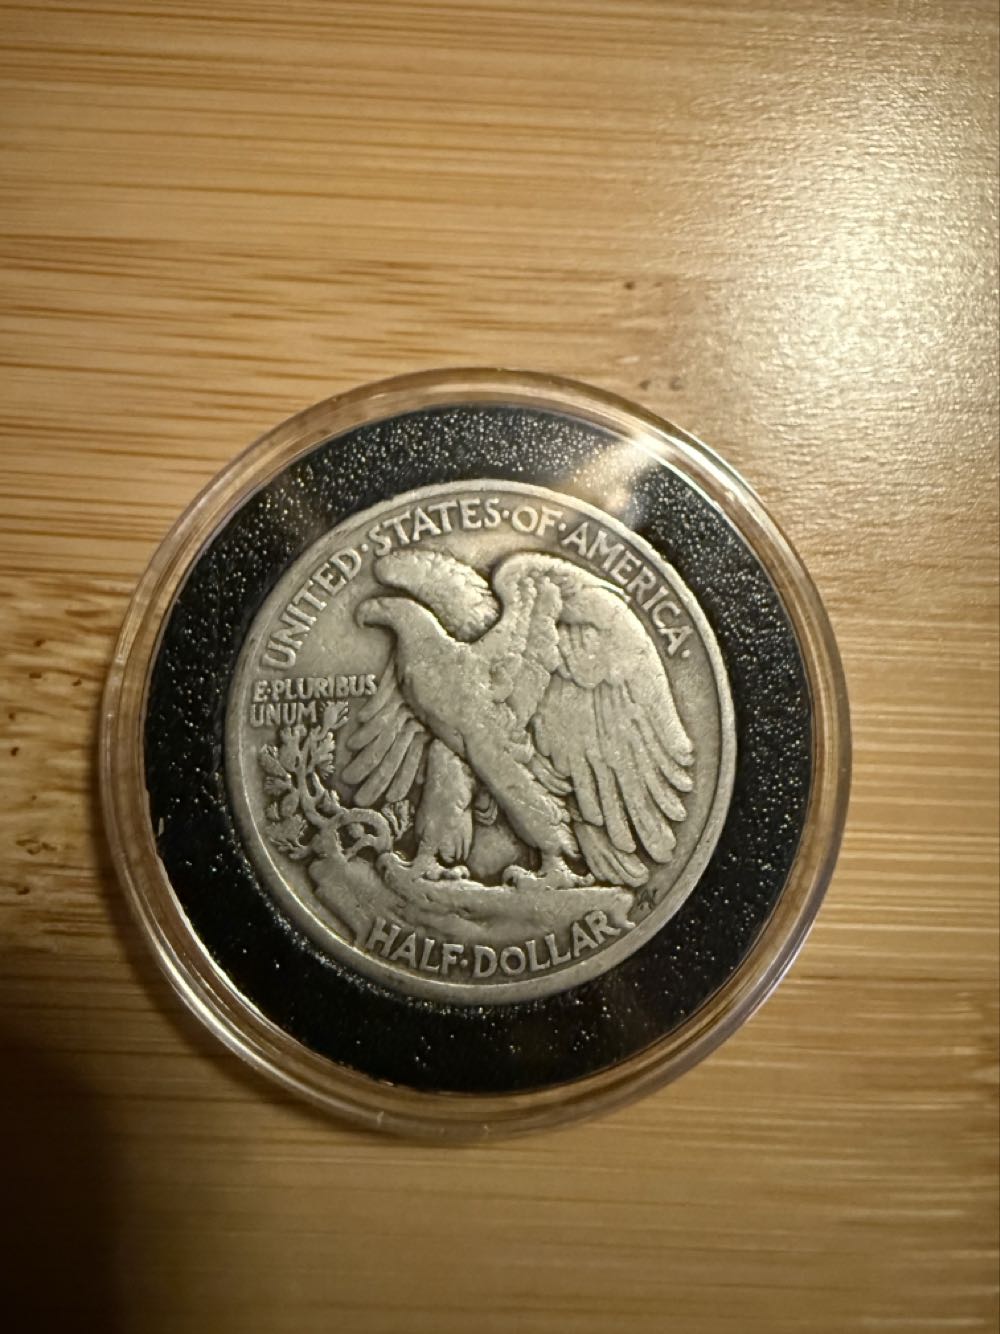 UNITED·STATES·OF·AMERICA·
E·PLURIBUS
UNUM
HALF·DOLLAR